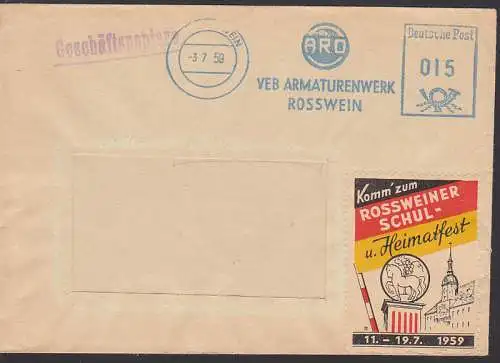 Geschäftspapiere
-3.7.59
ARO
VEB ARMATURENWERK
ROSSWEIN
Deutsche Post
015
Komm' zum
ROSSWEINER
SCHUL-
u. Heimatfest
11. – 19.7. 1959